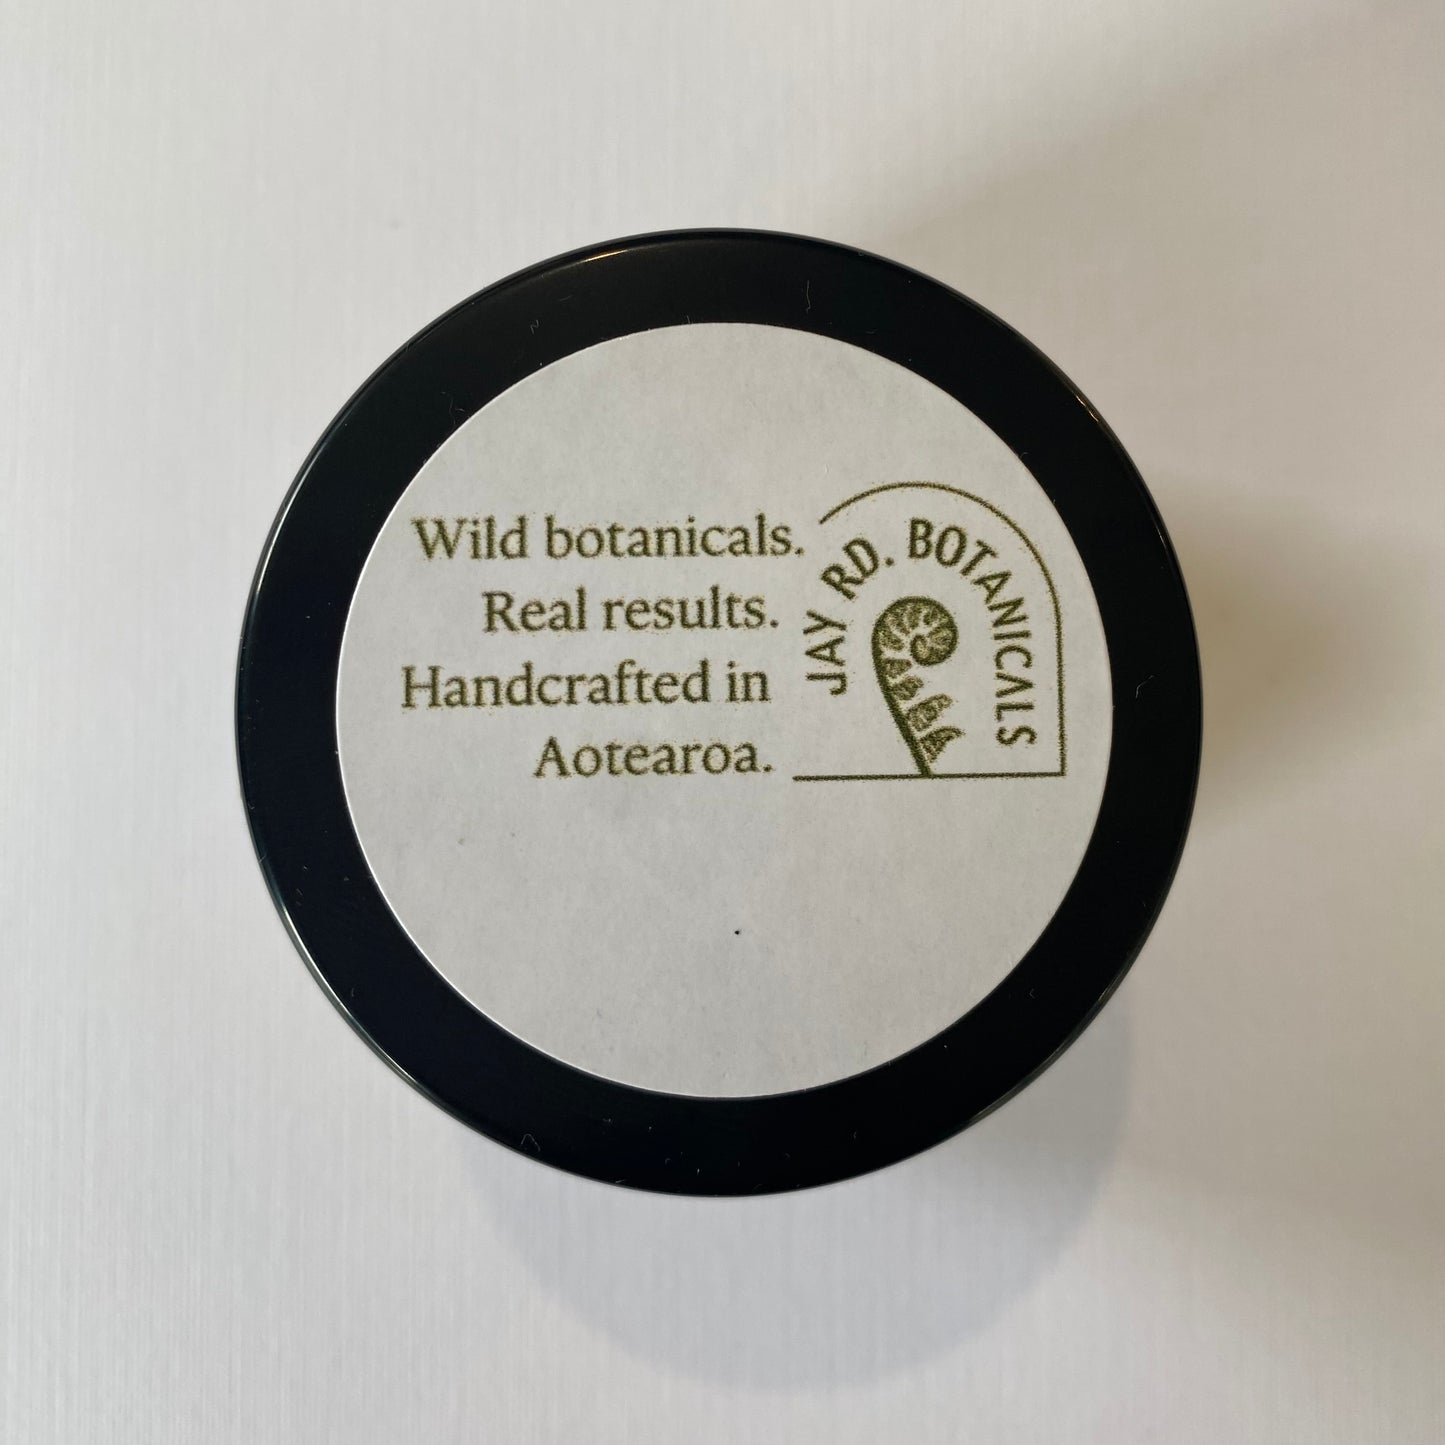 Wild botanicals.
Real results.
Handcrafted in
Aotearoa.
JAY RD. BOTANICALS